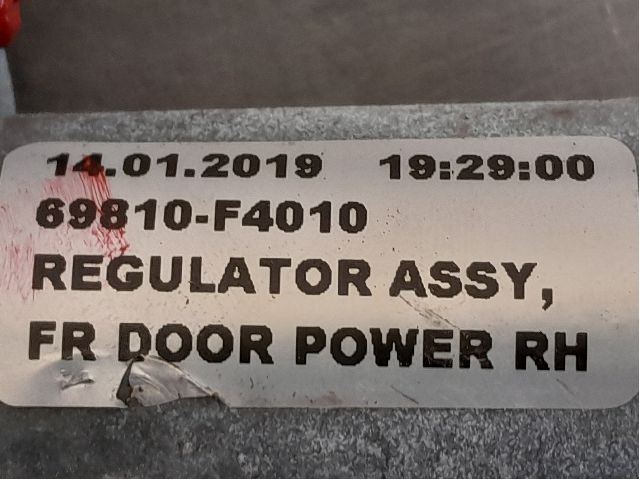 14.01.2019 19:29:00
69810-F4010
REGULATOR ASSY,
FR DOOR POWER RH